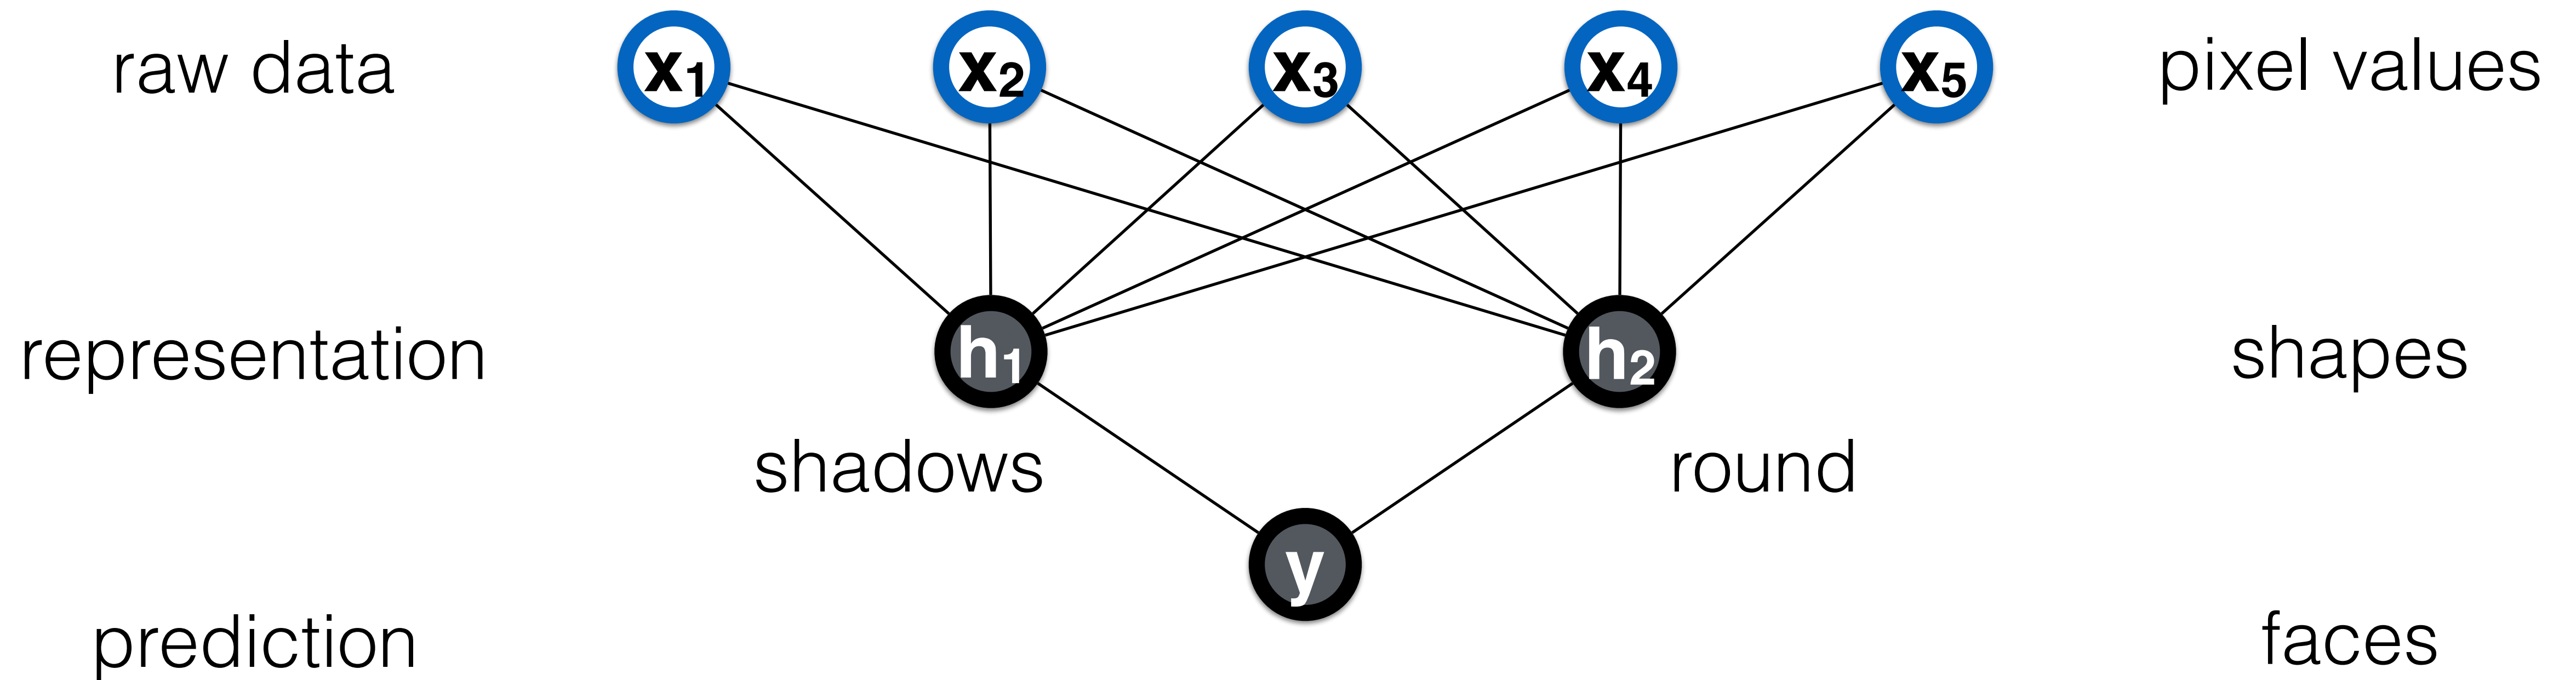 raw data x₁ x₂ x₃ x₄ x₅ pixel values
representation h₁ h₂ shapes
shadows round
y
prediction faces